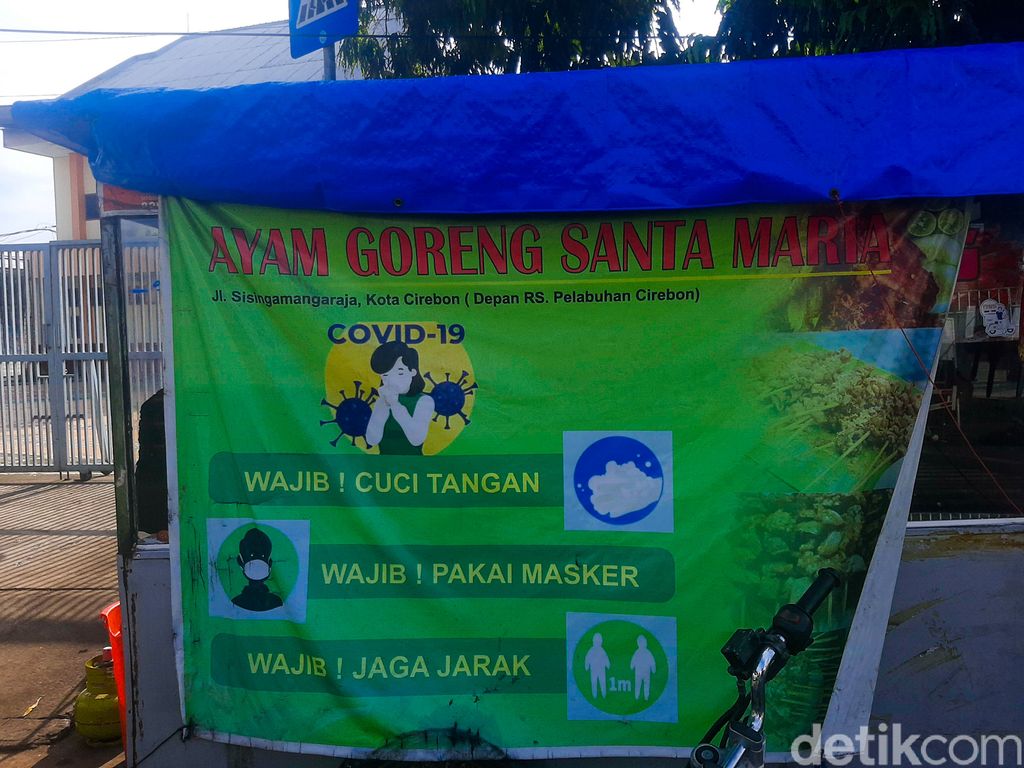 AYAM GORENG SANTA MARIA
Jl. Sisingamangaraja, Kota Cirebon ( Depan RS. Pelabuhan Cirebon)
COVID-19
WAJIB ! CUCI TANGAN
WAJIB ! PAKAI MASKER
WAJIB ! JAGA JARAK
1m
detikcom